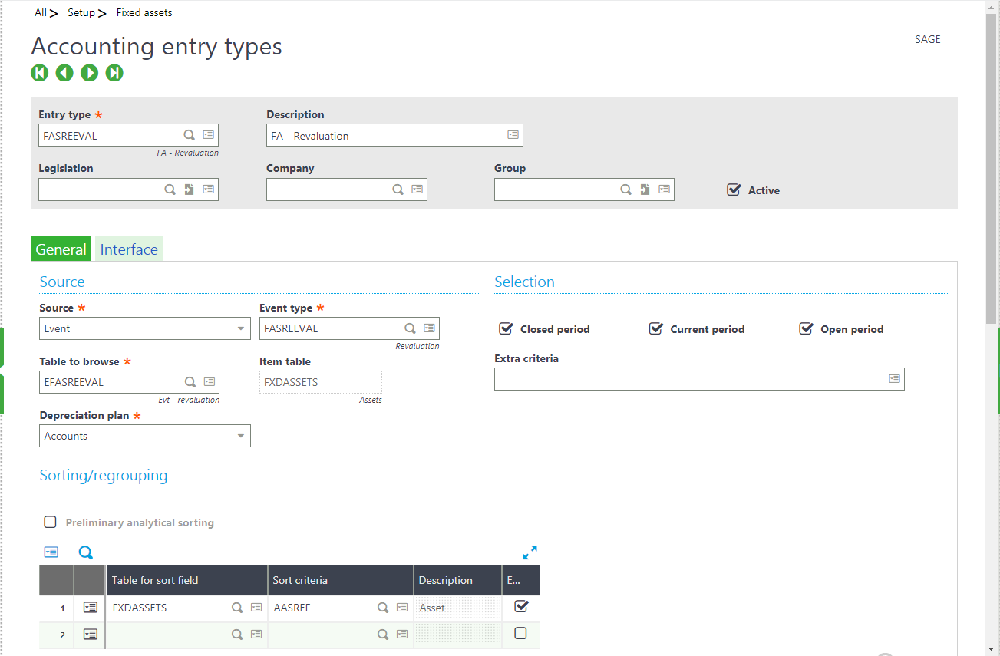 All > Setup > Fixed assets
Accounting entry types
SAGE
Entry type *
Description
FASREEVAL
FA - Revaluation
FA - Revaluation
Legislation
Company
Group
Active
General
Interface
Source
Selection
Source *
Event type *
Event
FASREEVAL
Closed period
Current period
Open period
Revaluation
Table to browse *
Item table
Extra criteria
EFASREEVAL
FXDASSETS
Evt - revaluation
Assets
Depreciation plan *
Accounts
Sorting/regrouping
Preliminary analytical sorting
Table for sort field
Sort criteria
Description
E...
1
FXDASSETS
AASREF
Asset
2